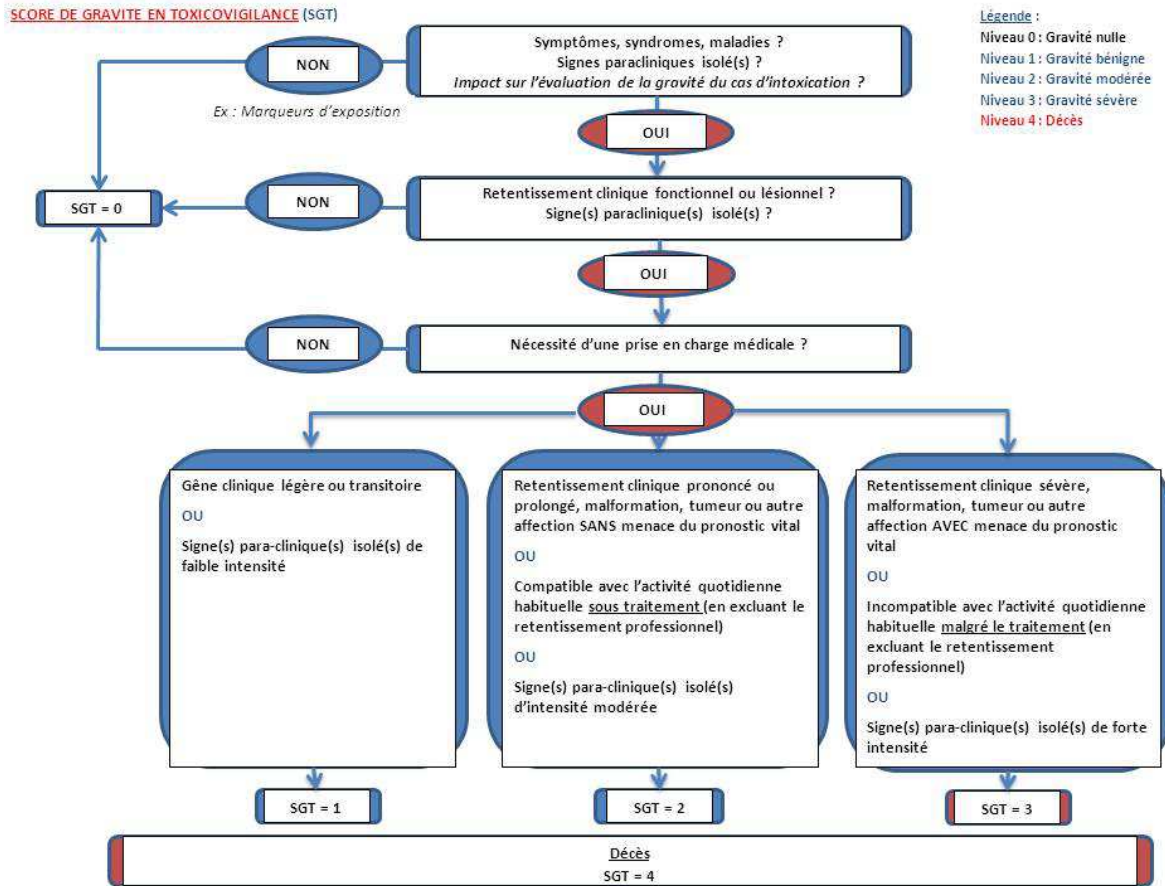 SCORE DE GRAVITE EN TOXICOVIGILANCE (SGT)
Légende :
Niveau 0 : Gravité nulle
Niveau 1 : Gravité bénigne
Niveau 2 : Gravité modérée
Niveau 3 : Gravité sévère
Niveau 4 : Décès
Symptômes, syndromes, maladies ?
Signes paracliniques isolé(s) ?
Impact sur l’évaluation de la gravité du cas d’intoxication ?
NON
Ex : Marqueurs d’exposition
OUI
Retentissement clinique fonctionnel ou lésionnel ?
Signe(s) paraclinique(s) isolé(s) ?
NON
SGT = 0
OUI
Nécessité d’une prise en charge médicale ?
NON
OUI
Gêne clinique légère ou transitoire
OU
Signe(s) para-clinique(s) isolé(s) de
faible intensité
Retentissement clinique prononcé ou
prolongé, malformation, tumeur ou autre
affection SANS menace du pronostic vital
OU
Compatible avec l’activité quotidienne
habituelle sous traitement (en excluant le
retentissement professionnel)
OU
Signe(s) para-clinique(s) isolé(s)
d’intensité modérée
Retentissement clinique sévère,
malformation, tumeur ou autre
affection AVEC menace du pronostic
vital
OU
Incompatible avec l’activité quotidienne
habituelle malgré le traitement (en
excluant le retentissement
professionnel)
OU
Signe(s) para-clinique(s) isolé(s) de forte
intensité
SGT = 1
SGT = 2
SGT = 3
Décès
SGT = 4